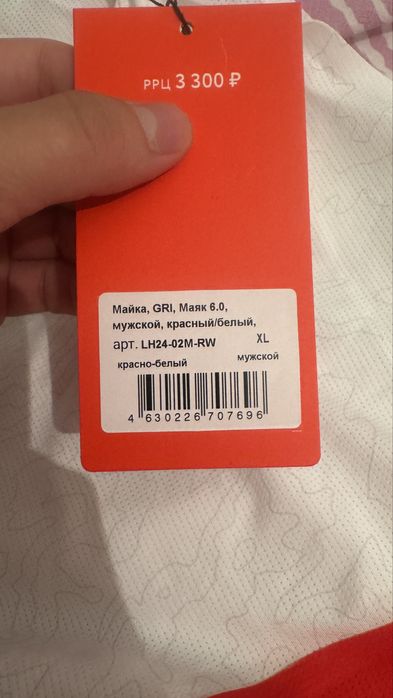 РРЦ 3 300 ₽
Майка, GRI, Маяк 6.0,
мужской, красный/белый,
арт. LH24-02M-RW XL
красно-белый мужской
4 630226 707696